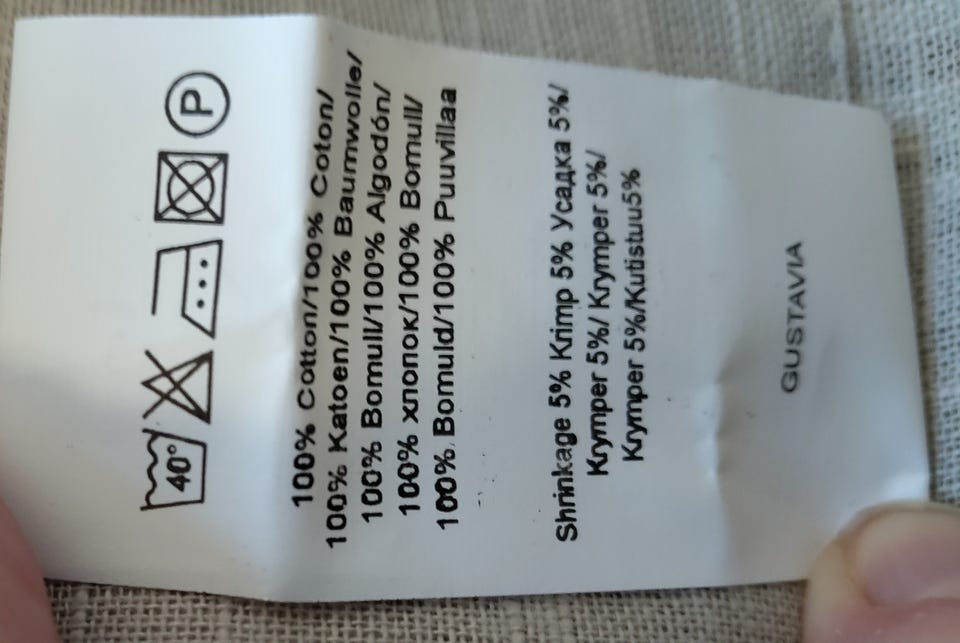 40°
P
100% Cotton/100% Coton/
100% Katoen/100% Baumwolle/
100% Bomull/100% Algodón/
100% хлопок/100% Bomull/
100% Bomuld/100% Puuvillaa
Shrinkage 5% Krimp 5% Усадка 5%/
Krymper 5%/ Krymper 5%/
Krymper 5%/Kutistuu5%
GUSTAVIA